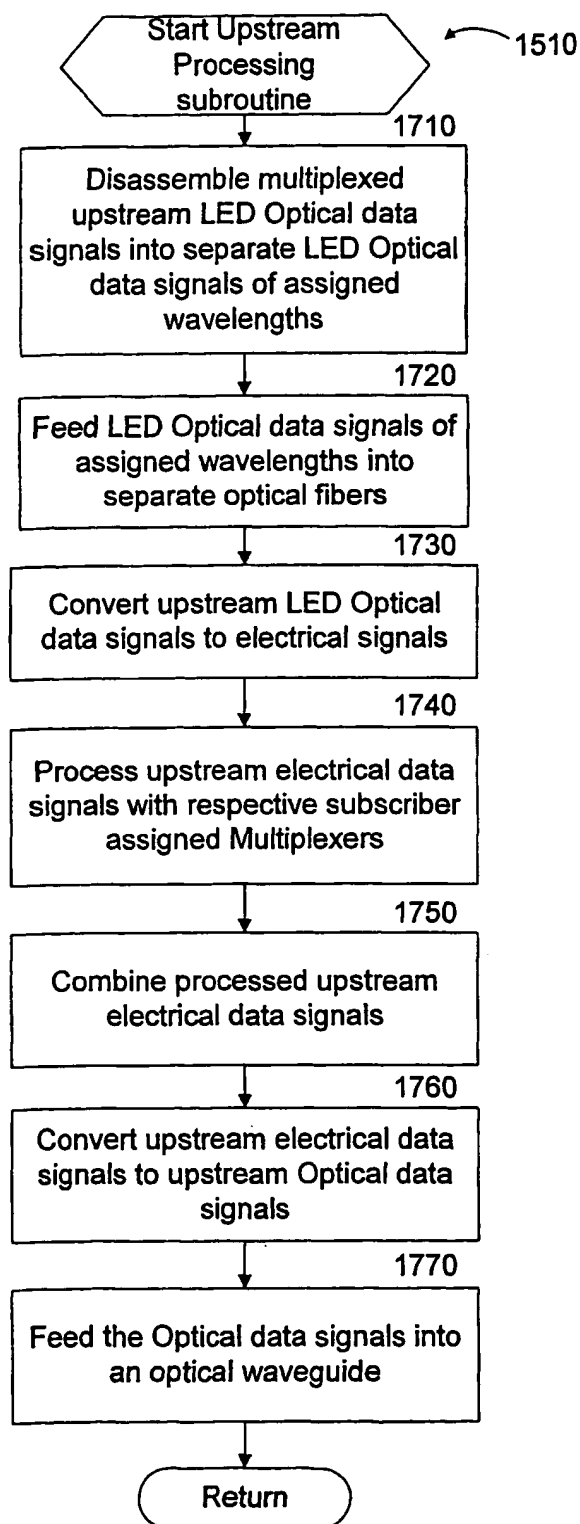 Start Upstream
Processing
subroutine
1510
1710
Disassemble multiplexed
upstream LED Optical data
signals into separate LED Optical
data signals of assigned
wavelengths
1720
Feed LED Optical data signals of
assigned wavelengths into
separate optical fibers
1730
Convert upstream LED Optical
data signals to electrical signals
1740
Process upstream electrical data
signals with respective subscriber
assigned Multiplexers
1750
Combine processed upstream
electrical data signals
1760
Convert upstream electrical data
signals to upstream Optical data
signals
1770
Feed the Optical data signals into
an optical waveguide
Return